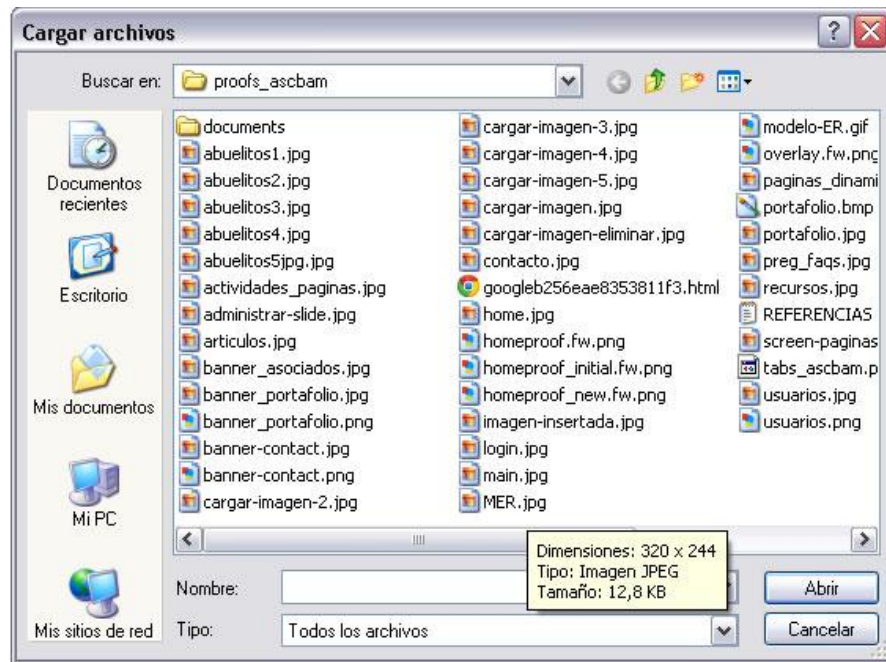 Cargar archivos
Buscar en: proofs_ascbam
Documentos recientes
Escritorio
Mis documentos
Mi PC
Mis sitios de red
documents
abuelitos1.jpg
abuelitos2.jpg
abuelitos3.jpg
abuelitos4.jpg
abuelitos5jpg.jpg
actividades_paginas.jpg
administrar-slide.jpg
articulos.jpg
banner_asociados.jpg
banner_portafolio.jpg
banner_portafolio.png
banner-contact.jpg
banner-contact.png
cargar-imagen-2.jpg
cargar-imagen-3.jpg
cargar-imagen-4.jpg
cargar-imagen-5.jpg
cargar-imagen.jpg
cargar-imagen-eliminar.jpg
contacto.jpg
googleb256eae8353811f3.html
home.jpg
homeproof.fw.png
homeproof_initial.fw.png
homeproof_new.fw.png
imagen-insertada.jpg
login.jpg
main.jpg
MER.jpg
modelo-ER.gif
overlay.fw.png
paginas_dinami
portafolio.bmp
portafolio.jpg
preg_faqs.jpg
recursos.jpg
REFERENCIAS
screen-paginas
tabs_ascbam.p
usuarios.jpg
usuarios.png
Dimensiones: 320 x 244
Tipo: Imagen JPEG
Tamaño: 12,8 KB
Nombre:
Abrir
Tipo: Todos los archivos
Cancelar